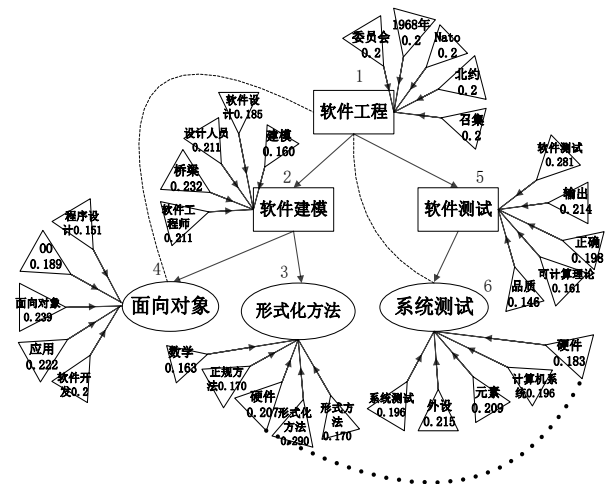 委员会
0.2
1968年
0.2
Nato
0.2
北约
0.2
召集
0.2
1
软件工程
软件设
计0.185
设计人员
0.211
建模
0.160
桥梁
0.232
软件工
程师
0.211
2
软件建模
5
软件测试
软件测试
0.281
输出
0.214
正确
0.198
可计算理论
0.161
品质
0.146
程序设
计0.151
OO
0.189
面向对象
0.239
应用
0.222
软件开
发0.2
4
面向对象
3
形式化方法
6
系统测试
数学
0.163
正规方
法0.170
硬件
0.207
形式化
方法
0.290
形式方
法
0.170
系统测试
0.196
外设
0.215
元素
0.209
计算机系
统0.196
硬件
0.183